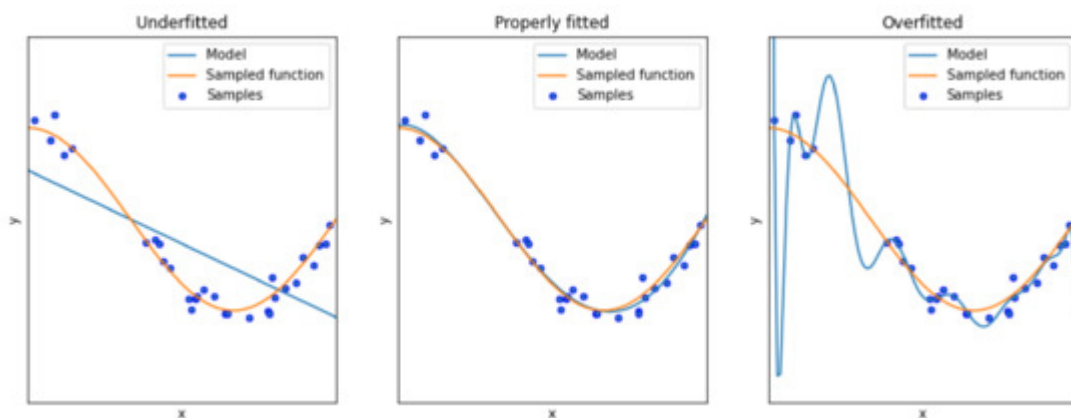 Underfitted
Model
Sampled function
Samples
y
x
Properly fitted
Model
Sampled function
Samples
y
x
Overfitted
Model
Sampled function
Samples
y
x